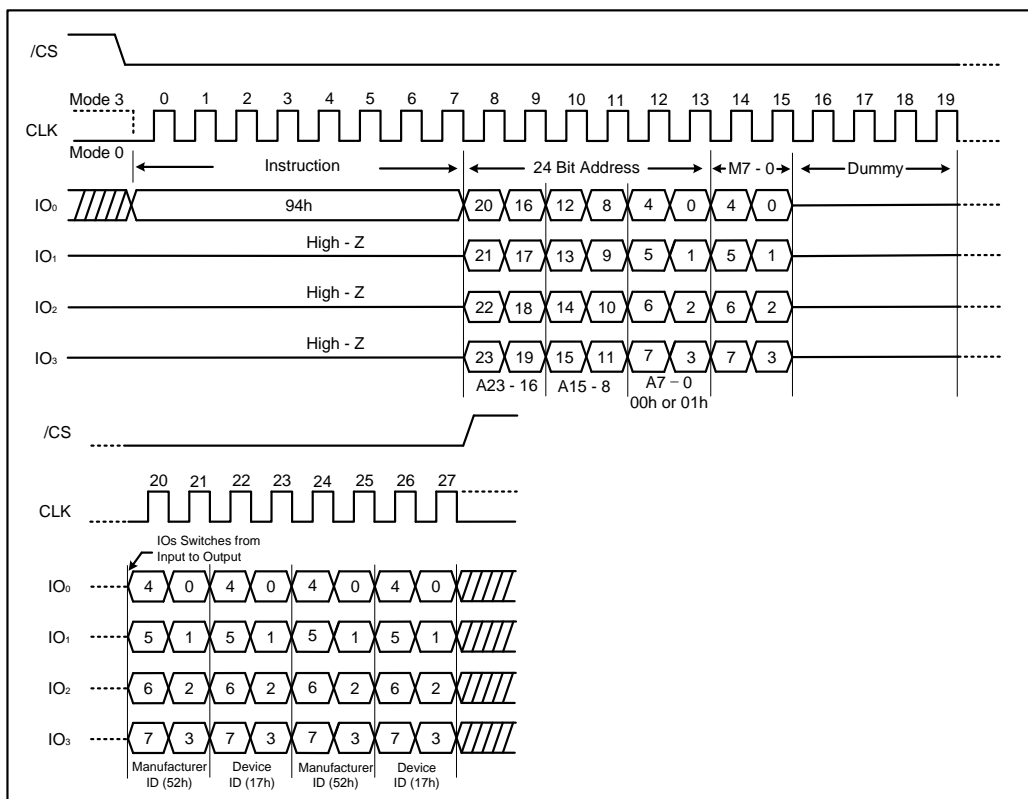 /CS
Mode 3 0 1 2 3 4 5 6 7 8 9 10 11 12 13 14 15 16 17 18 19
CLK
Mode 0
Instruction 24 Bit Address M7 - 0 Dummy
IO0 94h 20 16 12 8 4 0 4 0
High - Z
IO1 21 17 13 9 5 1 5 1
High - Z
IO2 22 18 14 10 6 2 6 2
High - Z
IO3 23 19 15 11 7 3 7 3
A23 - 16 A15 - 8 A7 - 0
00h or 01h
/CS
20 21 22 23 24 25 26 27
CLK
IOs Switches from
Input to Output
IO0 4 0 4 0 4 0 4 0
IO1 5 1 5 1 5 1 5 1
IO2 6 2 6 2 6 2 6 2
IO3 7 3 7 3 7 3 7 3
Manufacturer Device Manufacturer Device
ID (52h) ID (17h) ID (52h) ID (17h)